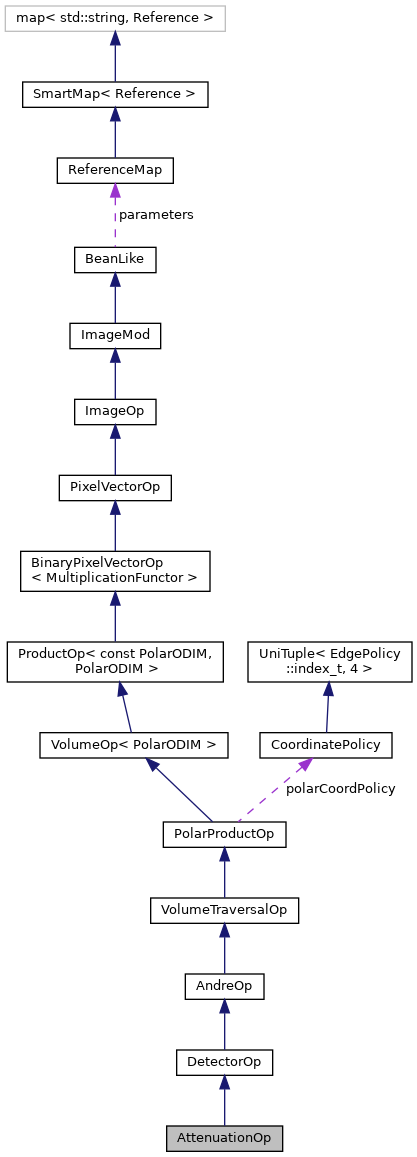 map< std::string, Reference >
SmartMap< Reference >
ReferenceMap
parameters
BeanLike
ImageMod
ImageOp
PixelVectorOp
BinaryPixelVectorOp
< MultiplicationFunctor >
ProductOp< const PolarODIM,
PolarODIM >
UniTuple< EdgePolicy
::index_t, 4 >
VolumeOp< PolarODIM >
CoordinatePolicy
polarCoordPolicy
PolarProductOp
VolumeTraversalOp
AndreOp
DetectorOp
AttenuationOp